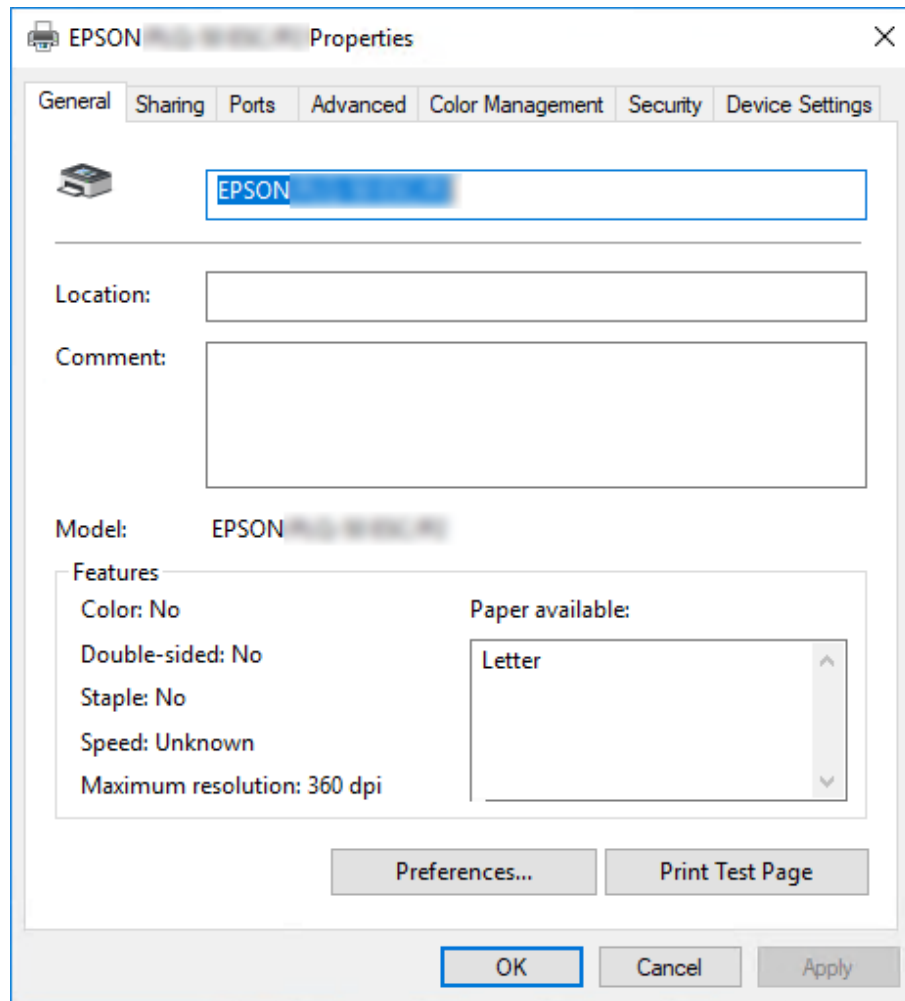 EPSON Properties
General Sharing Ports Advanced Color Management Security Device Settings
EPSON
Location:
Comment:
Model: EPSON
Features
Color: No
Paper available:
Double-sided: No
Letter
Staple: No
Speed: Unknown
Maximum resolution: 360 dpi
Preferences... Print Test Page
OK Cancel Apply